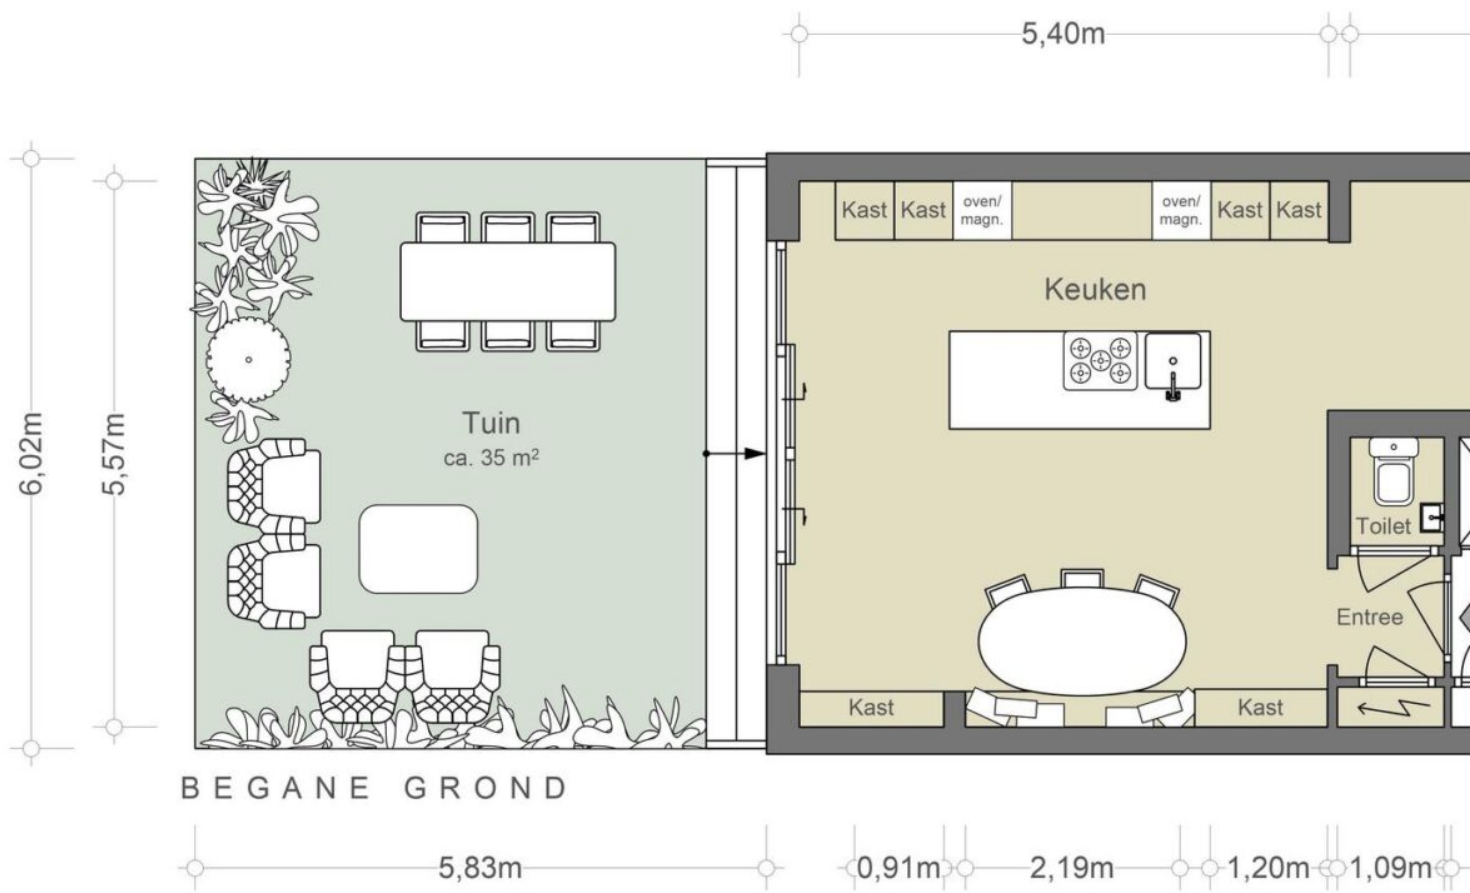 5,40m
6,02m
5,57m
Kast
Kast
oven/
magn.
oven/
magn.
Kast
Kast
Keuken
Tuin
ca. 35 m²
Toilet
Entree
Kast
Kast
BEGANE GROND
5,83m
0,91m
2,19m
1,20m
1,09m